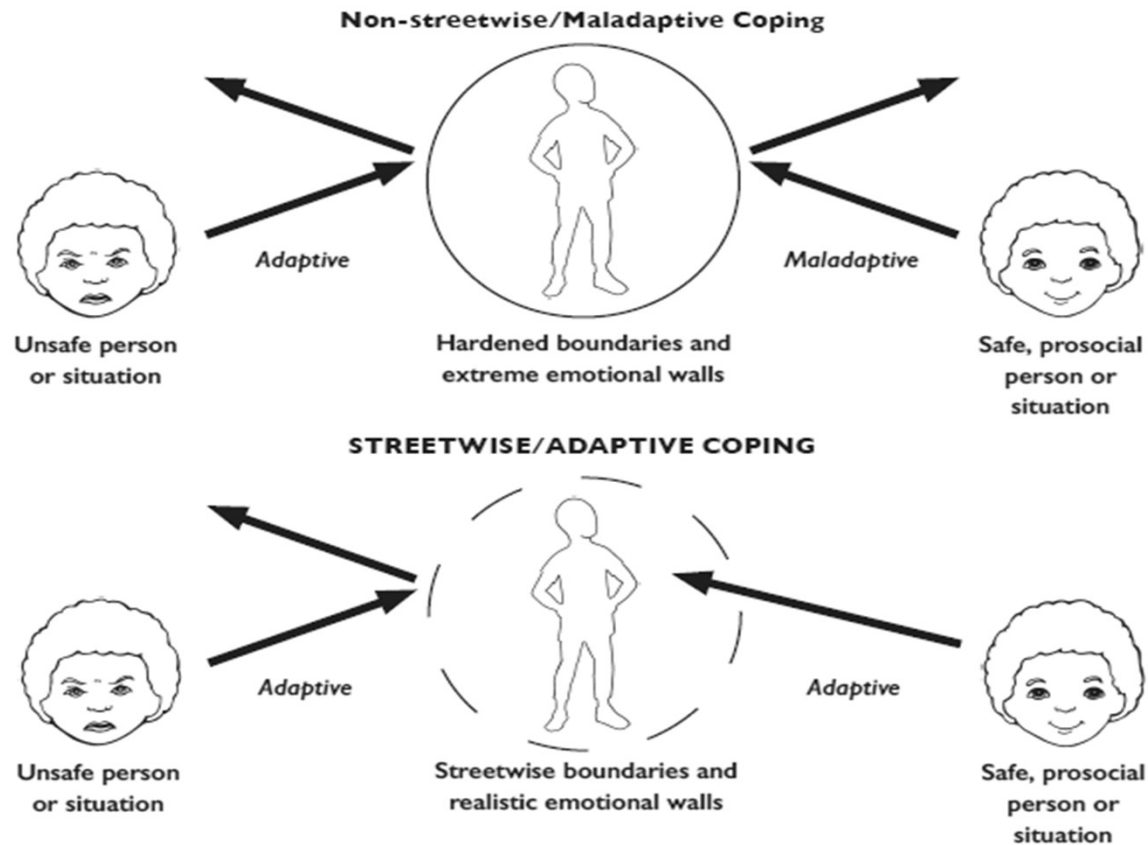 Non-streetwise/Maladaptive Coping
Adaptive
Maladaptive
Unsafe person
or situation
Hardened boundaries and
extreme emotional walls
Safe, prosocial
person or
situation
STREETWISE/ADAPTIVE COPING
Adaptive
Adaptive
Unsafe person
or situation
Streetwise boundaries and
realistic emotional walls
Safe, prosocial
person or
situation